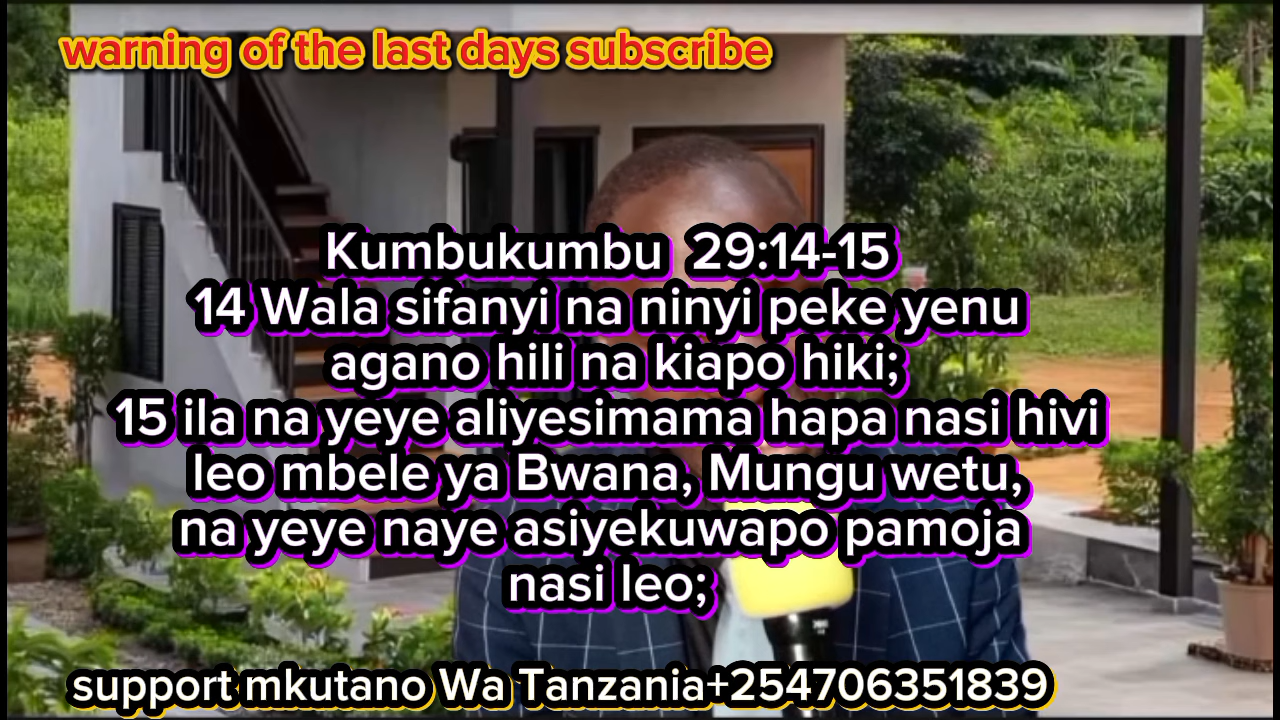 warning of the last days subscribe
Kumbukumbu 29:14-15
14 Wala sifanyi na ninyi peke yenu
agano hili na kiapo hiki;
15 ila na yeye aliyesimama hapa nasi hivi
leo mbele ya Bwana, Mungu wetu,
na yeye naye asiyekuwapo pamoja
nasi leo;
support mkutano Wa Tanzania+254706351839